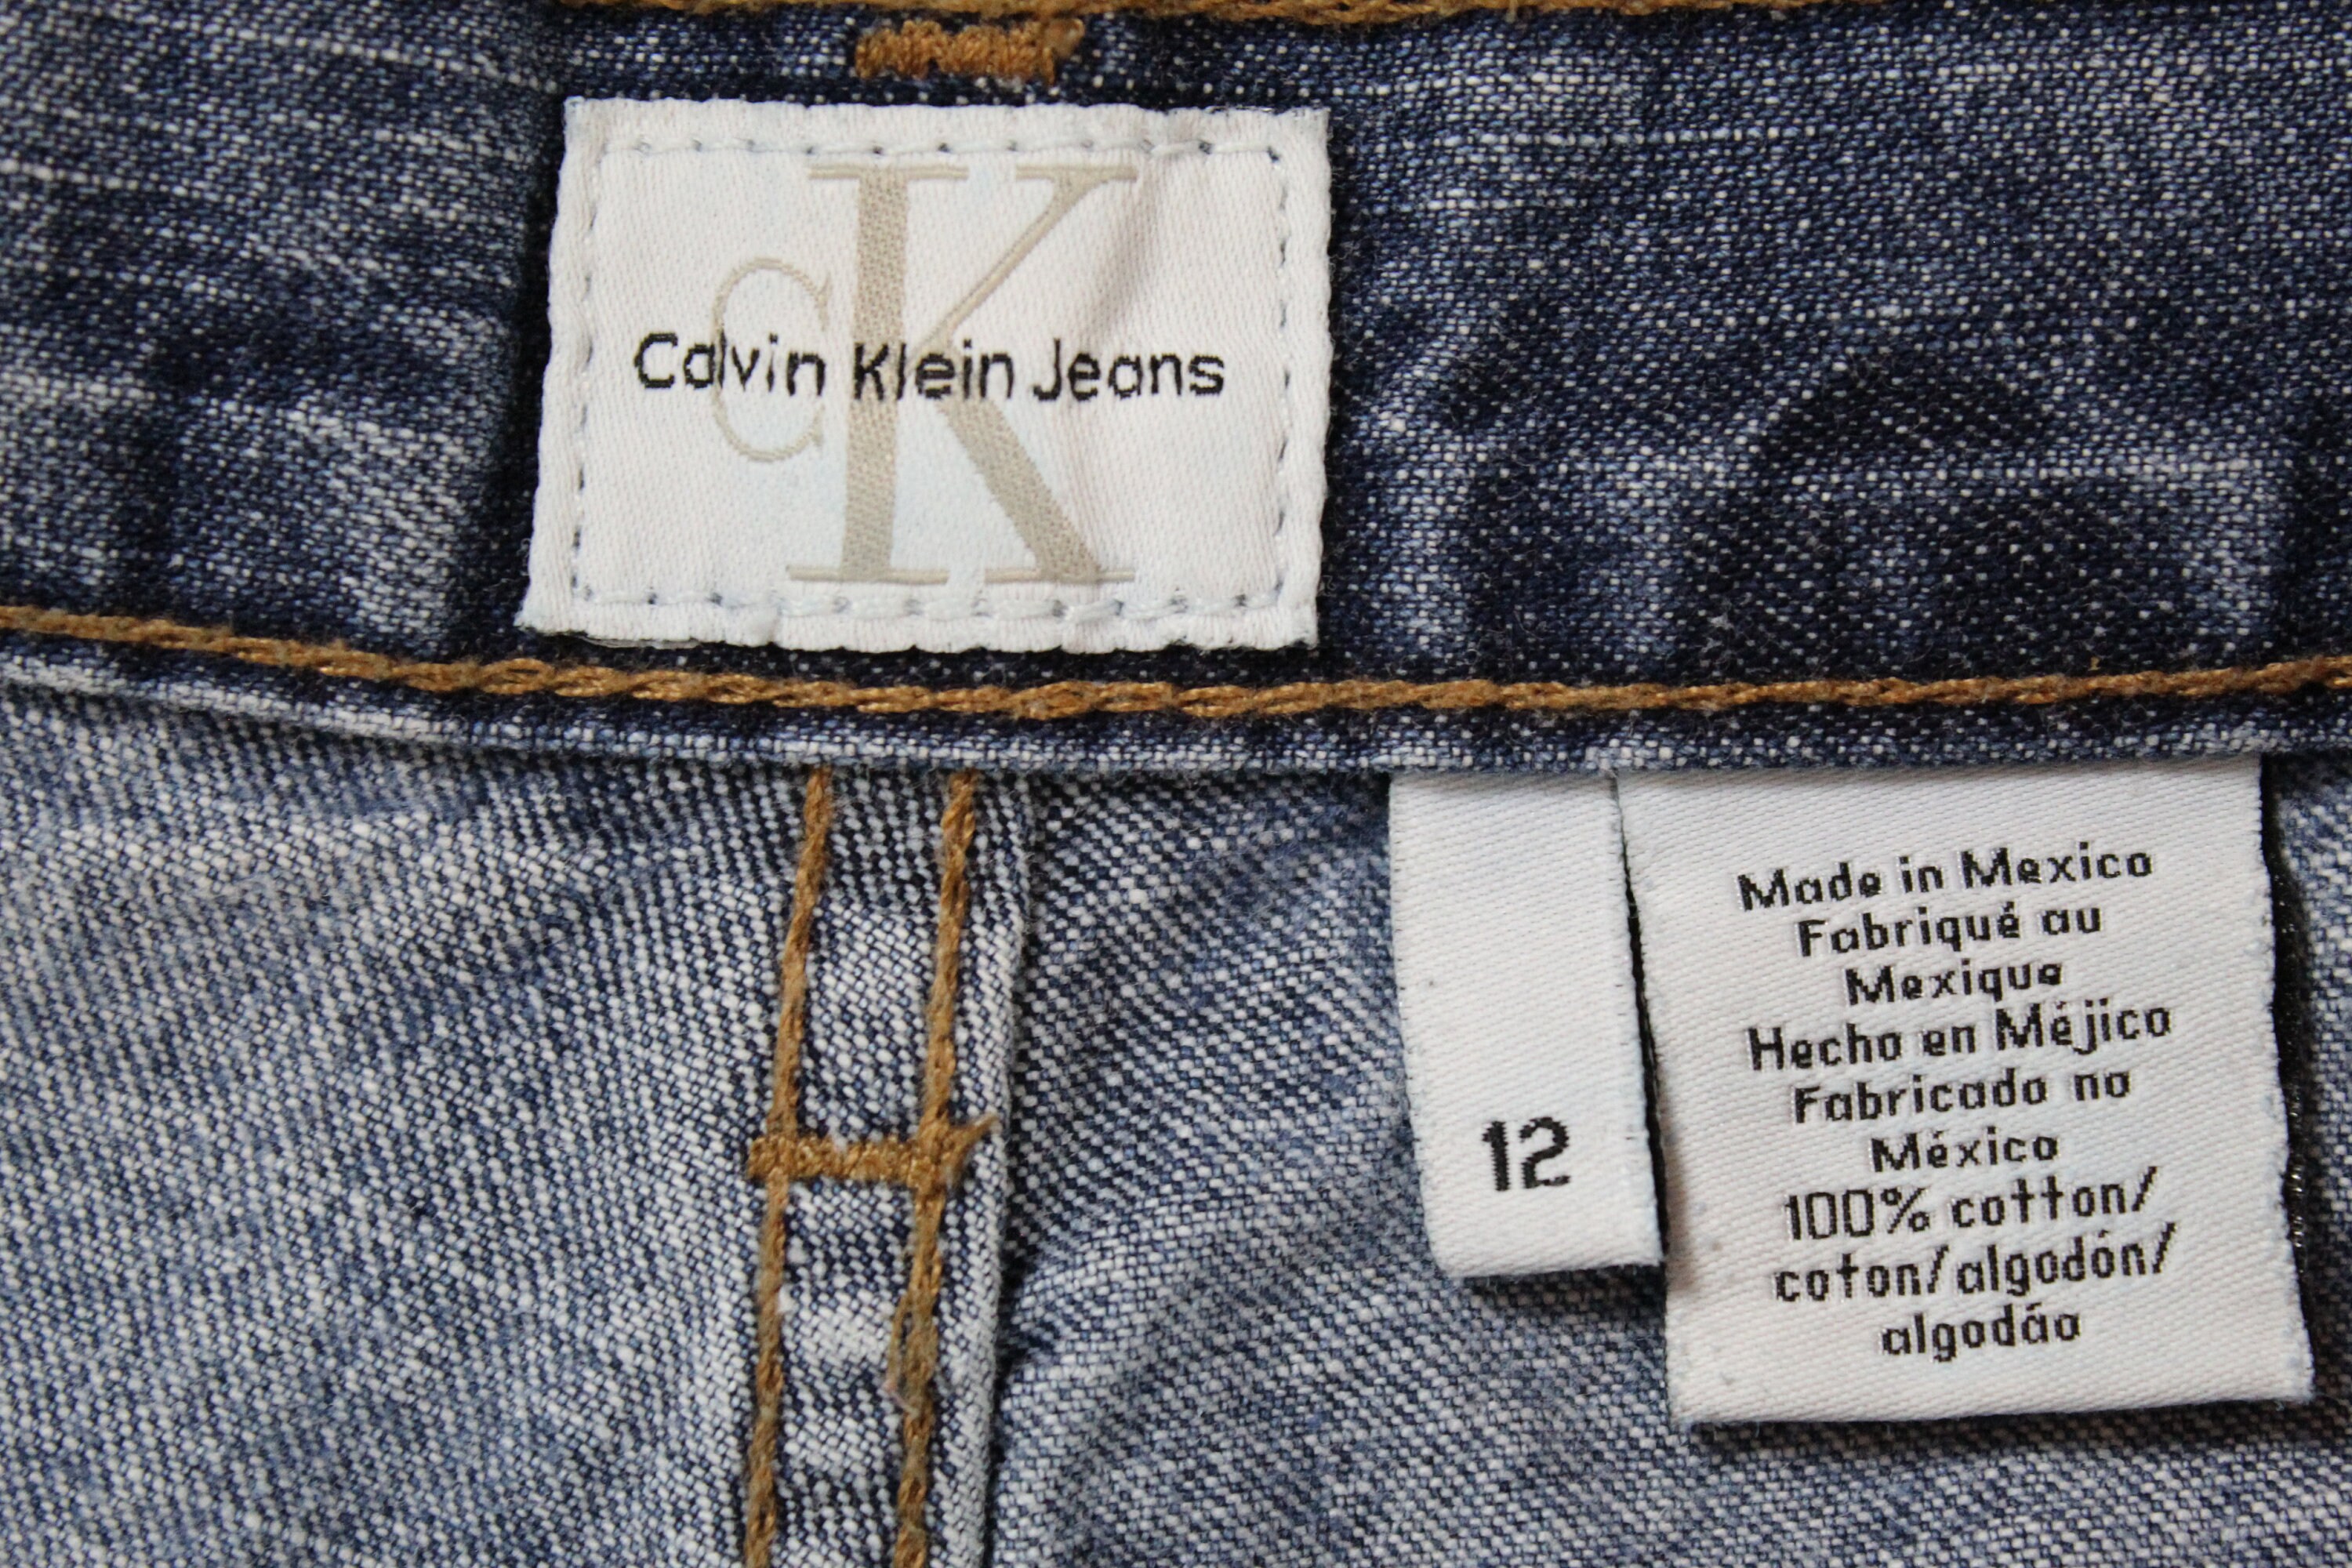 cK
Calvin Klein Jeans
12
Made in Mexico
Fabriqué au
Mexique
Hecho en Méjico
Fabricado no
México
100% cotton/
coton/algodón/
algodáo